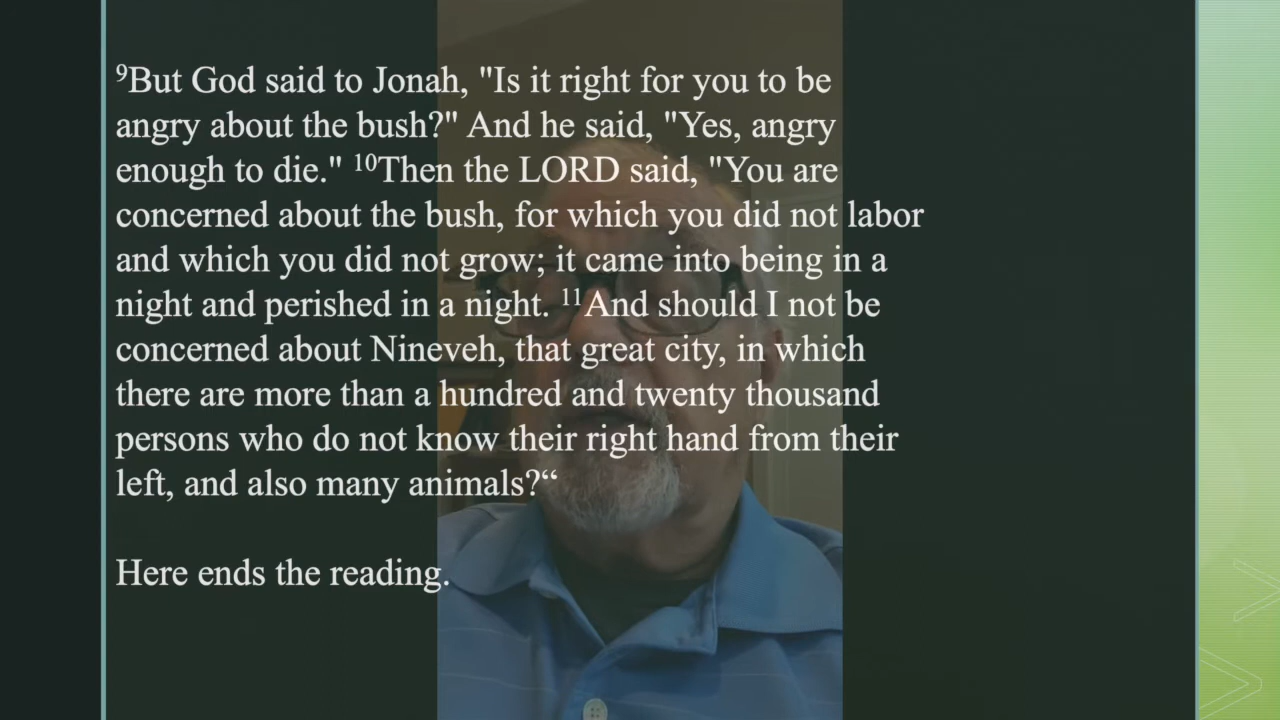 ⁹But God said to Jonah, "Is it right for you to be
angry about the bush?" And he said, "Yes, angry
enough to die." ¹⁰Then the LORD said, "You are
concerned about the bush, for which you did not labor
and which you did not grow; it came into being in a
night and perished in a night. ¹¹And should I not be
concerned about Nineveh, that great city, in which
there are more than a hundred and twenty thousand
persons who do not know their right hand from their
left, and also many animals?“
Here ends the reading.